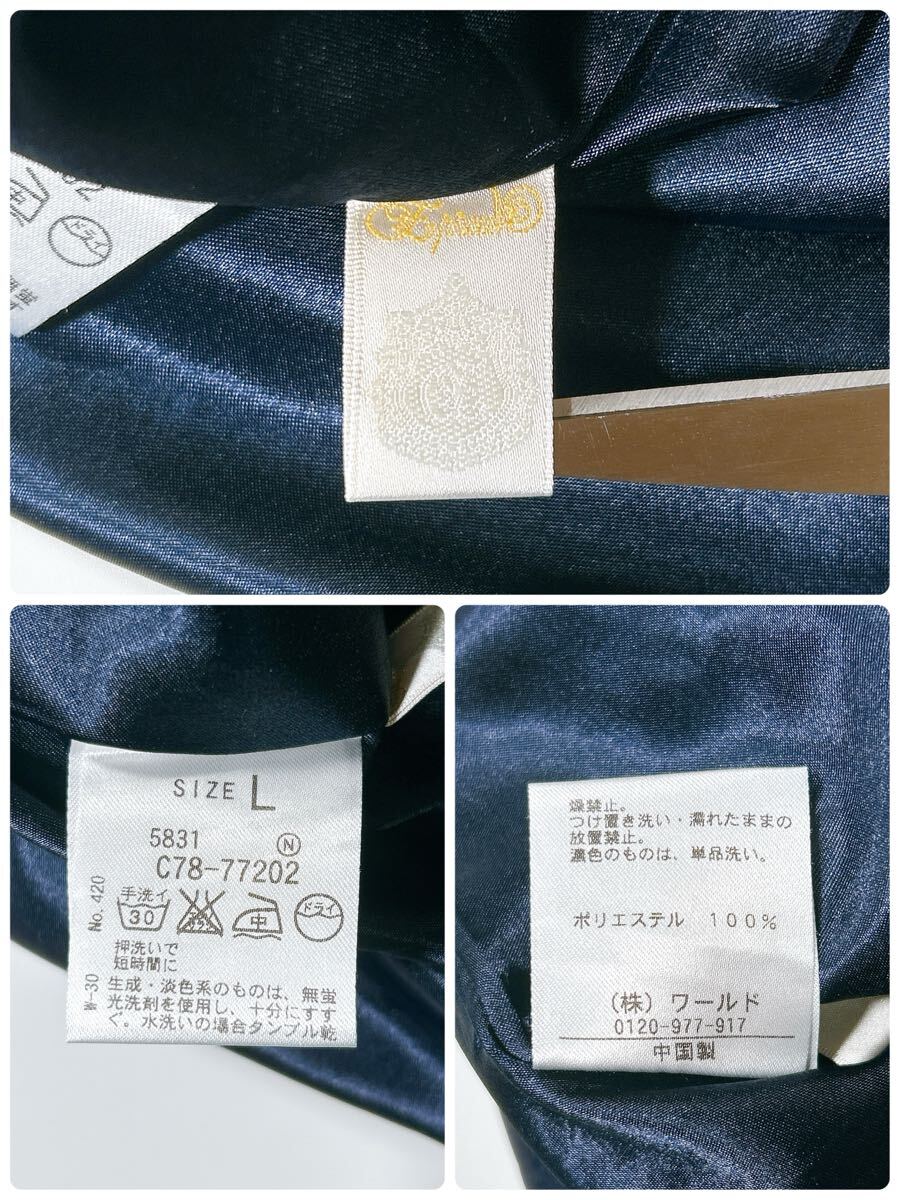 ドライ
SIZE L
5831 N
C78-77202
手洗イ
30 中 ドライ
No. 420
W-30
押洗いで
短時間に
生成・淡色系のものは、無蛍
光洗剤を使用し、十分にすす
ぐ。水洗いの場合タンブル乾
燥禁止。
つけ置き洗い・濡れたままの
放置禁止。
濃色のものは、単品洗い。
ポリエステル 100%
(株) ワールド
0120-977-917
中国製